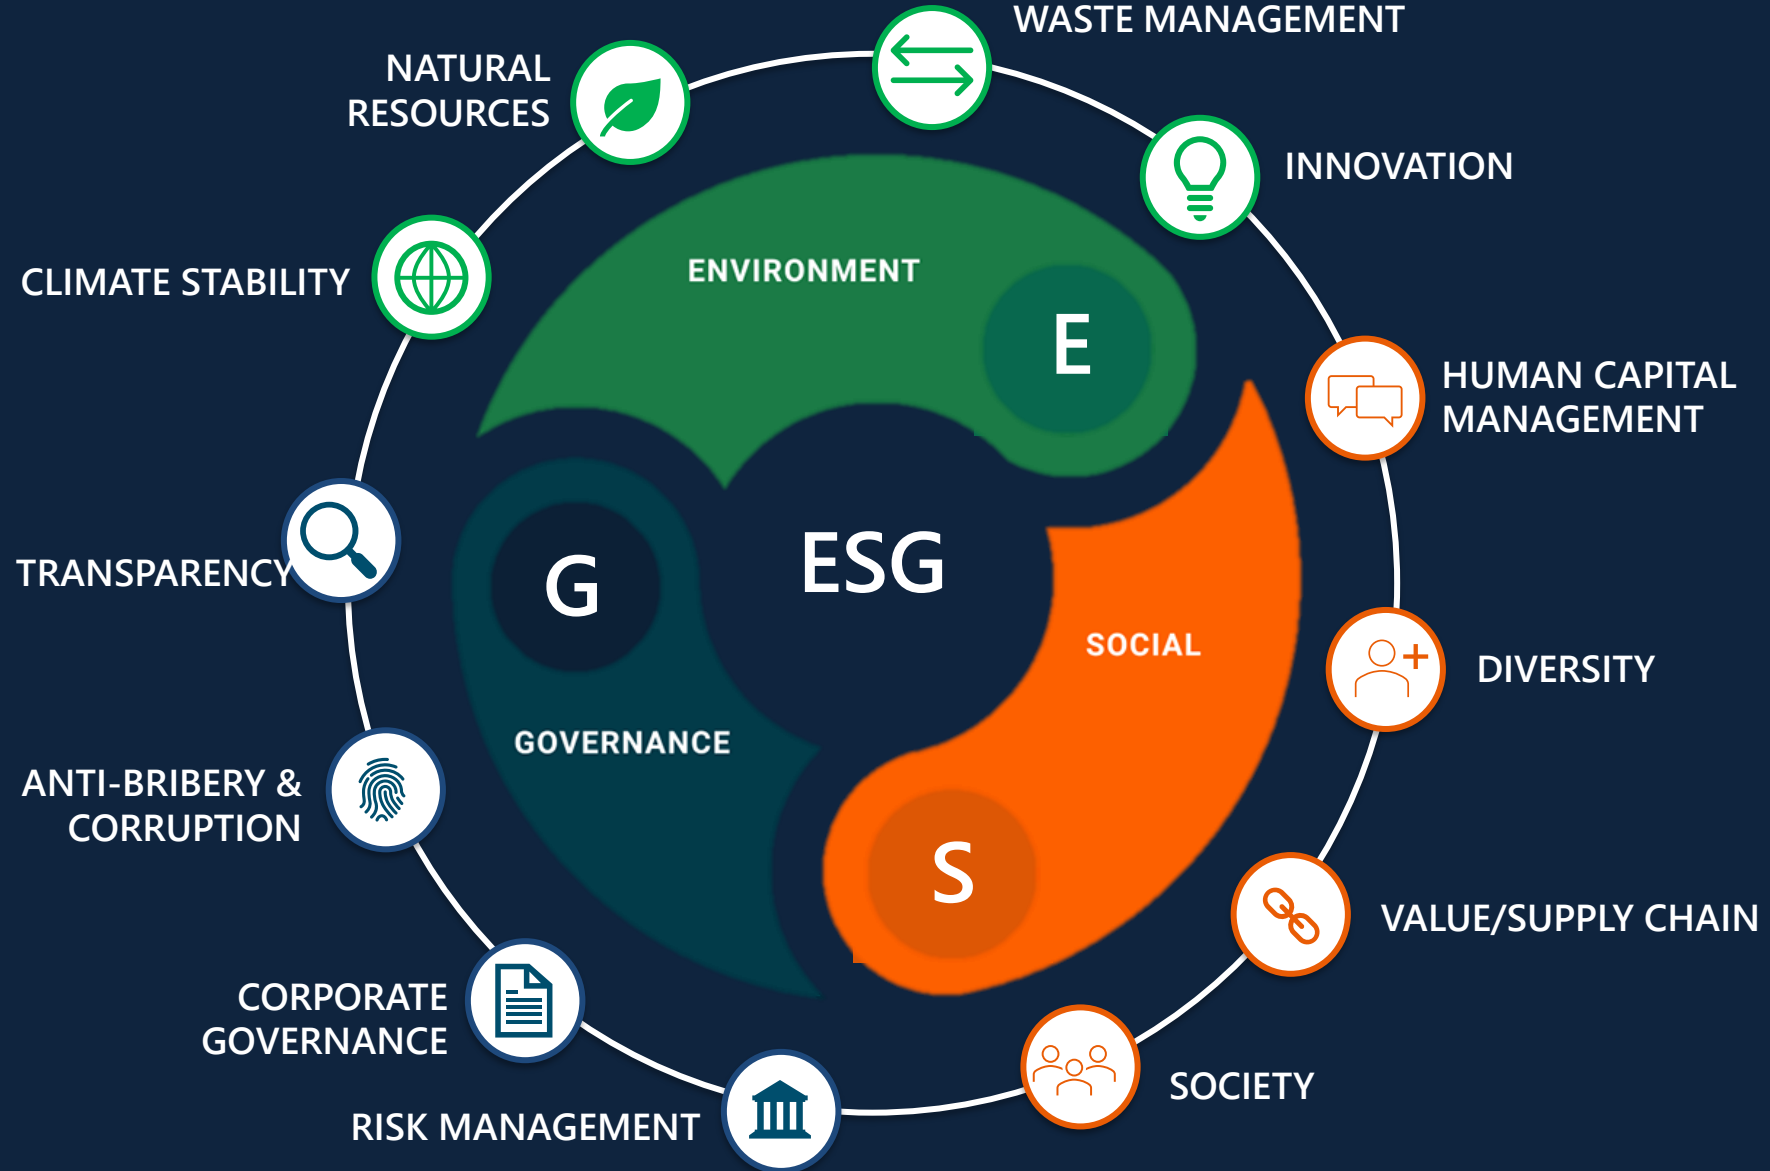 WASTE MANAGEMENT
NATURAL
RESOURCES
INNOVATION
CLIMATE STABILITY
ENVIRONMENT
E
HUMAN CAPITAL
MANAGEMENT
TRANSPARENCY
G
ESG
SOCIAL
DIVERSITY
GOVERNANCE
ANTI-BRIBERY &
CORRUPTION
S
VALUE/SUPPLY CHAIN
CORPORATE
GOVERNANCE
SOCIETY
RISK MANAGEMENT